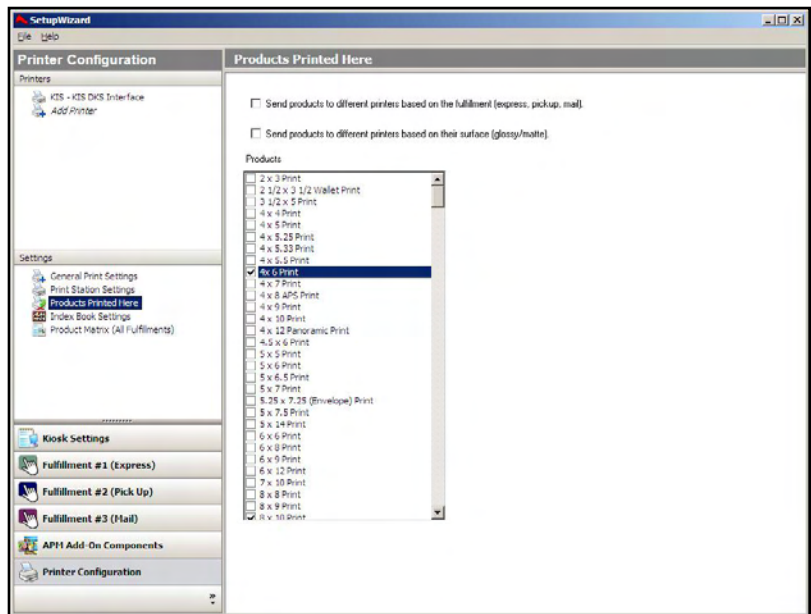 SetupWizard
File Help
Printer Configuration
Printers
KIS - KIS DKS Interface
Add Printer
Settings
General Print Settings
Print Station Settings
Products Printed Here
Index Book Settings
Product Matrix (All Fulfillments)
Kiosk Settings
Fulfillment #1 (Express)
Fulfillment #2 (Pick Up)
Fulfillment #3 (Mail)
APM Add-On Components
Printer Configuration
Products Printed Here
Send products to different printers based on the fulfillment (express, pickup, mail).
Send products to different printers based on their surface (glossy/matte).
Products
2 x 3 Print
2 1/2 x 3 1/2 Wallet Print
3 1/2 x 5 Print
4 x 4 Print
4 x 5 Print
4 x 5.25 Print
4 x 5.33 Print
4 x 5.5 Print
4x 6 Print
4 x 7 Print
4 x 8 APS Print
4 x 9 Print
4 x 10 Print
4 x 12 Panoramic Print
4.5 x 6 Print
5 x 5 Print
5 x 6 Print
5 x 6.5 Print
5 x 7 Print
5.25 x 7.25 (Envelope) Print
5 x 7.5 Print
5 x 14 Print
6 x 6 Print
6 x 8 Print
6 x 9 Print
6 x 12 Print
7 x 10 Print
8 x 8 Print
8 x 9 Print
8 x 10 Print